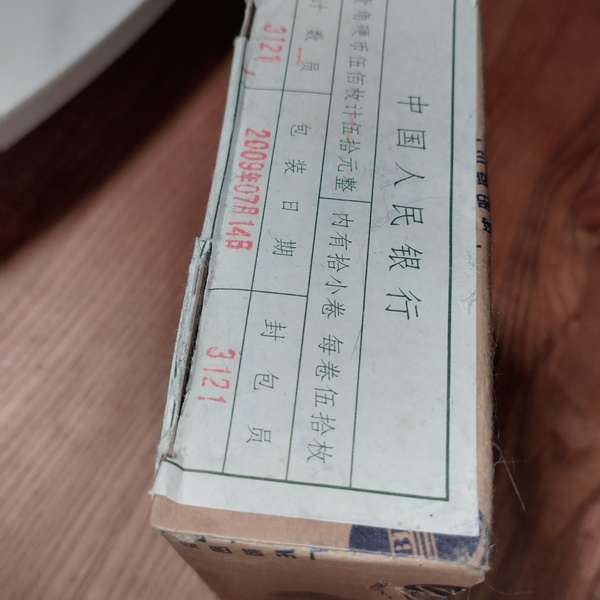 中国人民银行
壹角硬币伍佰枚计伍拾元整
内有拾小卷 每卷伍拾枚
计数员
3121
包装日期
2009年07月14日
封包员
3121